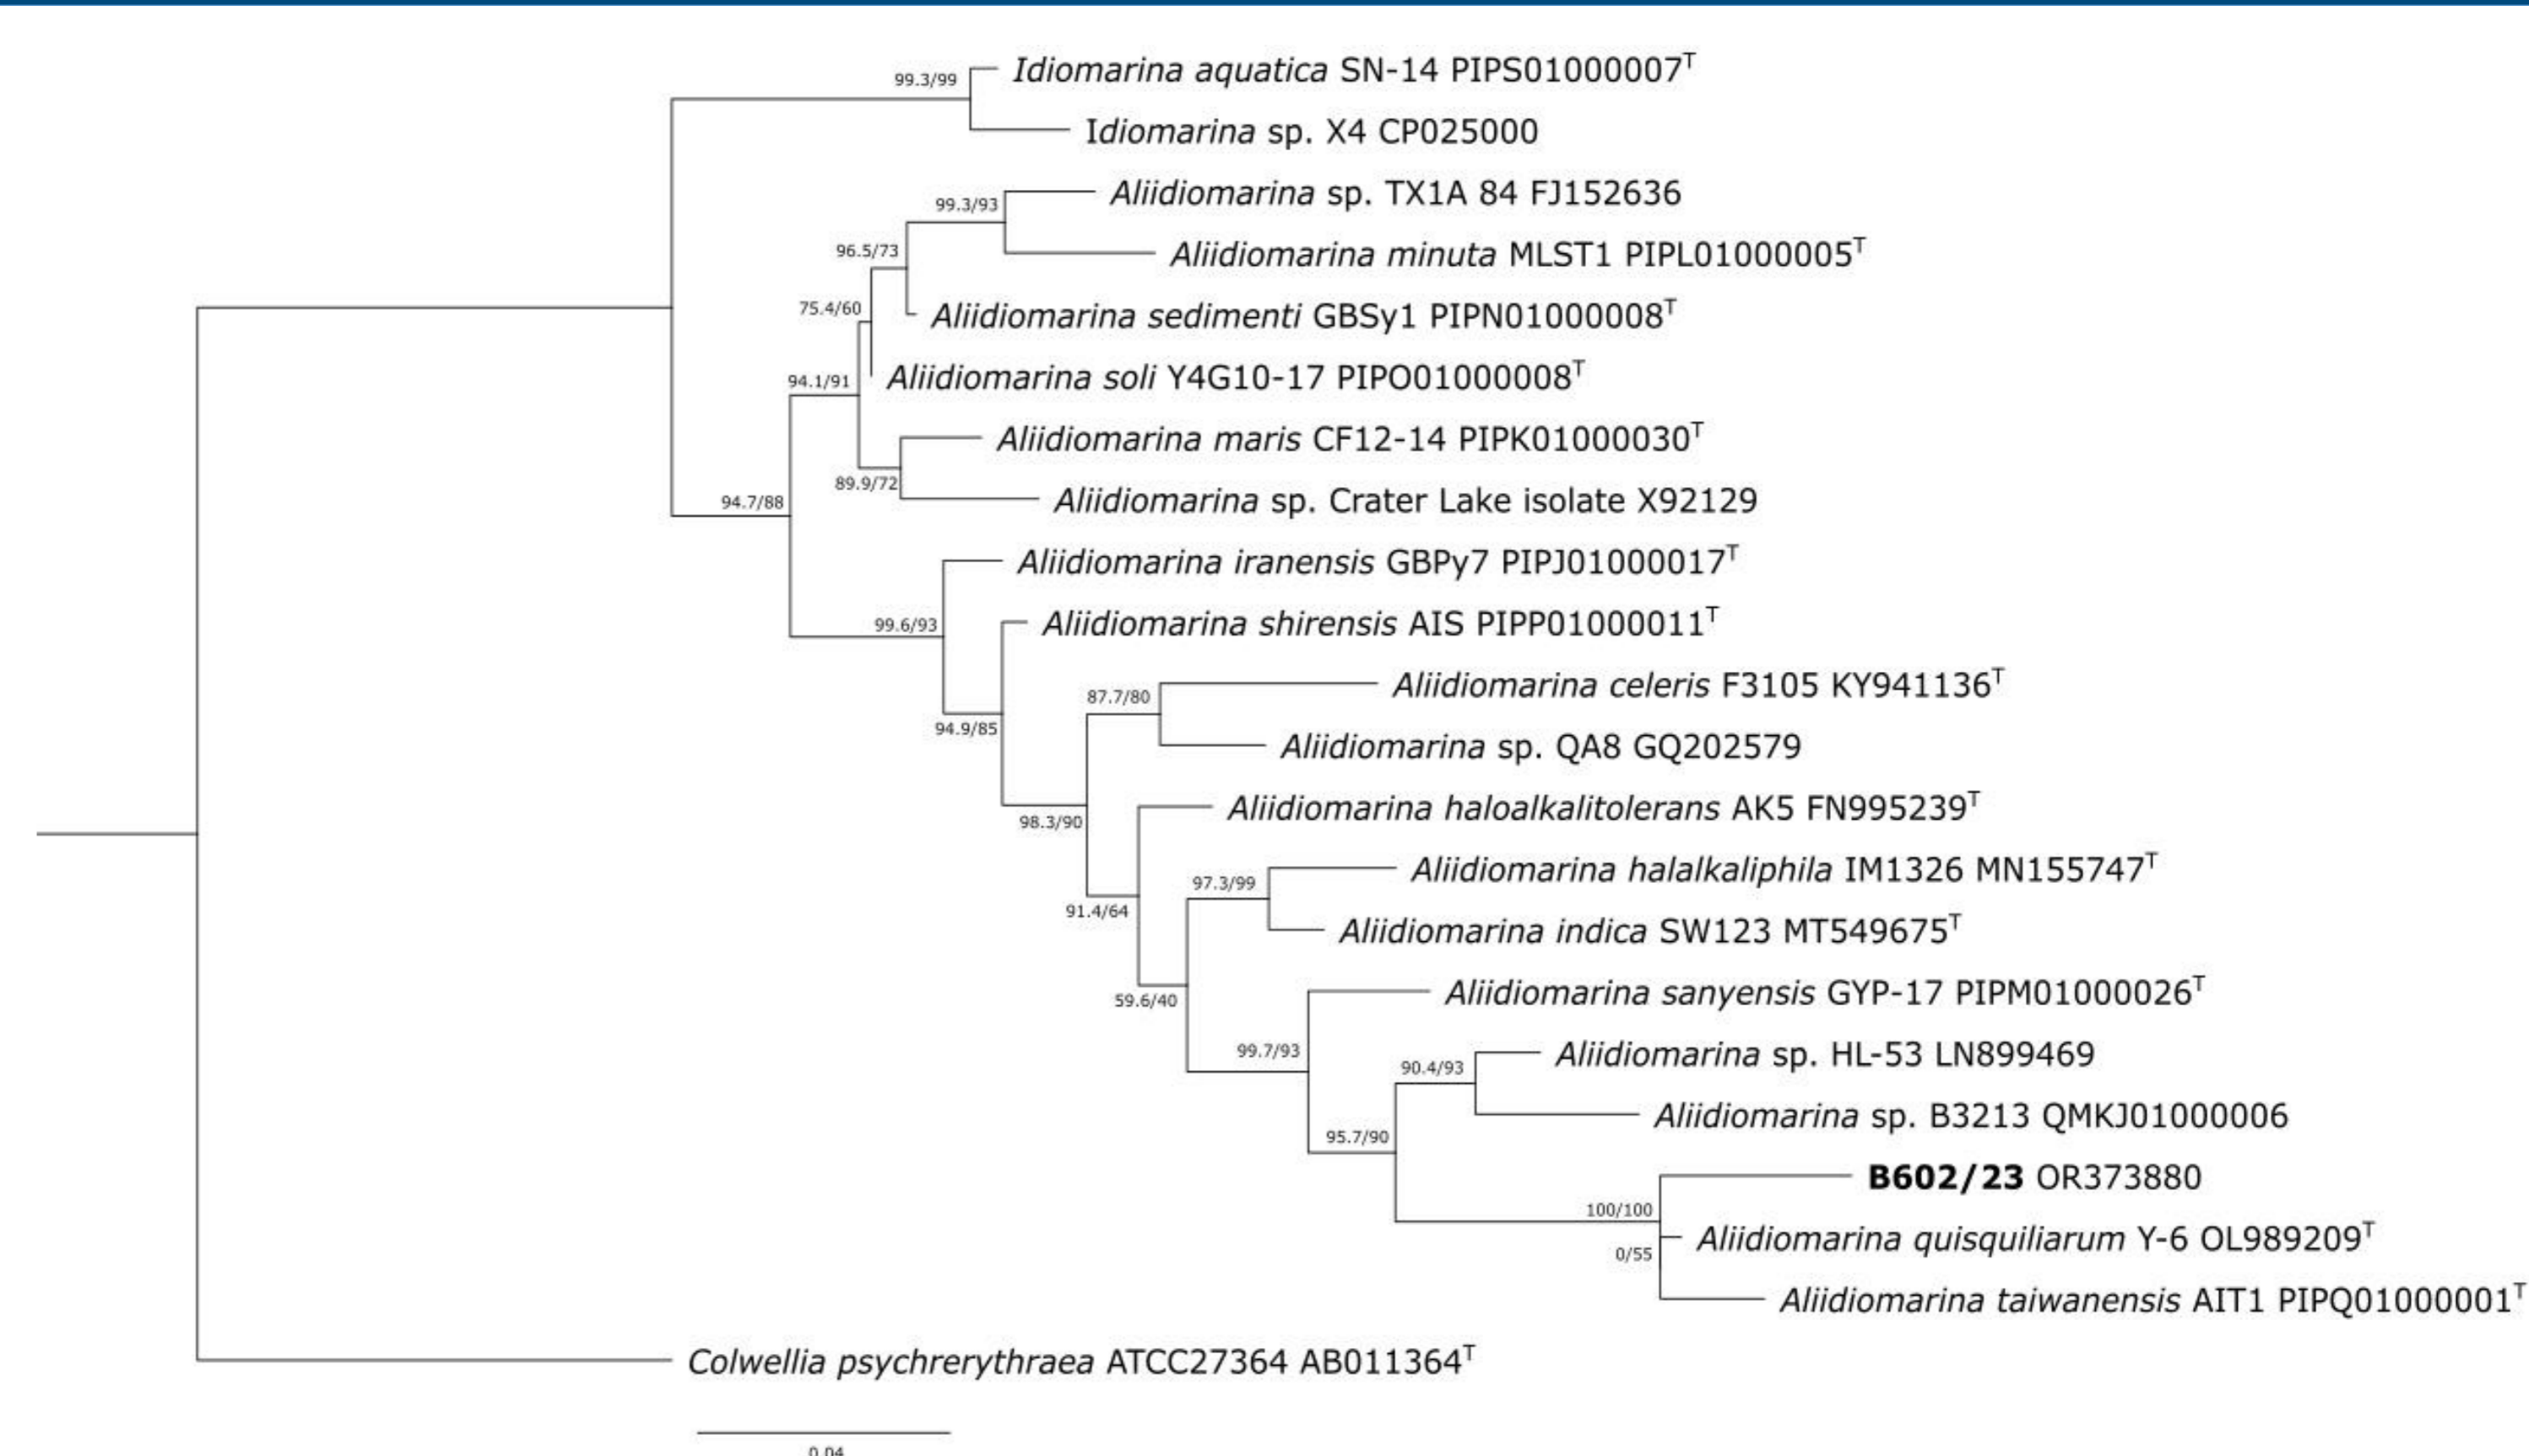 99.3/99
Idiomarina aquatica SN-14 PIPS01000007ᵀ
Idiomarina sp. X4 CP025000
Aliidiomarina sp. TX1A 84 FJ152636
99.3/93
96.5/73
Aliidiomarina minuta MLST1 PIPL01000005ᵀ
75.4/60
Aliidiomarina sedimenti GBSy1 PIPN01000008ᵀ
94.1/91
Aliidiomarina soli Y4G10-17 PIPO01000008ᵀ
Aliidiomarina maris CF12-14 PIPK01000030ᵀ
89.9/72
94.7/88
Aliidiomarina sp. Crater Lake isolate X92129
Aliidiomarina iranensis GBPy7 PIPJ01000017ᵀ
99.6/93
Aliidiomarina shirensis AIS PIPP01000011ᵀ
87.7/80
Aliidiomarina celeris F3105 KY941136ᵀ
94.9/85
Aliidiomarina sp. QA8 GQ202579
98.3/90
Aliidiomarina haloalkalitolerans AK5 FN995239ᵀ
97.3/99
Aliidiomarina halalkaliphila IM1326 MN155747ᵀ
91.4/64
Aliidiomarina indica SW123 MT549675ᵀ
59.6/40
Aliidiomarina sanyensis GYP-17 PIPM01000026ᵀ
99.7/93
Aliidiomarina sp. HL-53 LN899469
90.4/93
Aliidiomarina sp. B3213 QMKJ01000006
95.7/90
B602/23 OR373880
100/100
Aliidiomarina quisquiliarum Y-6 OL989209ᵀ
0/55
Aliidiomarina taiwanensis AIT1 PIPQ01000001ᵀ
Colwellia psychrerythraea ATCC27364 AB011364ᵀ
0.04